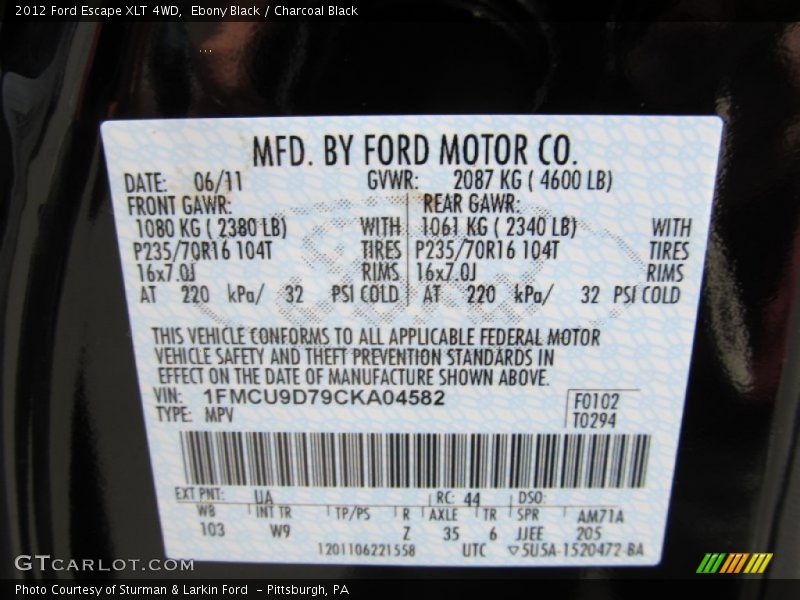 2012 Ford Escape XLT 4WD, Ebony Black / Charcoal Black
MFD. BY FORD MOTOR CO.
DATE: 06/11 GVWR: 2087 KG ( 4600 LB)
FRONT GAWR: REAR GAWR:
1080 KG ( 2380 LB) WITH 1061 KG ( 2340 LB) WITH
P235/70R16 104T TIRES P235/70R16 104T TIRES
16x7.0J RIMS 16x7.0J RIMS
AT 220 kPa/ 32 PSI COLD AT 220 kPa/ 32 PSI COLD
THIS VEHICLE CONFORMS TO ALL APPLICABLE FEDERAL MOTOR
VEHICLE SAFETY AND THEFT PREVENTION STANDARDS IN
EFFECT ON THE DATE OF MANUFACTURE SHOWN ABOVE.
VIN: 1FMCU9D79CKA04582 F0102
TYPE: MPV T0294
EXT PNT: UA RC: 44 DSO:
WB INT TR TP/PS R AXLE TR SPR AM71A
103 W9 Z 35 6 JJEE 205
1201106221558 UTC ▽5U5A-1520472-BA
GTCARLOT.COM
Photo Courtesy of Sturman & Larkin Ford - Pittsburgh, PA